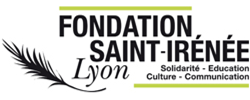 FONDATION
SAINT-IRÉNÉE
Lyon
Solidarité - Education
Culture - Communication